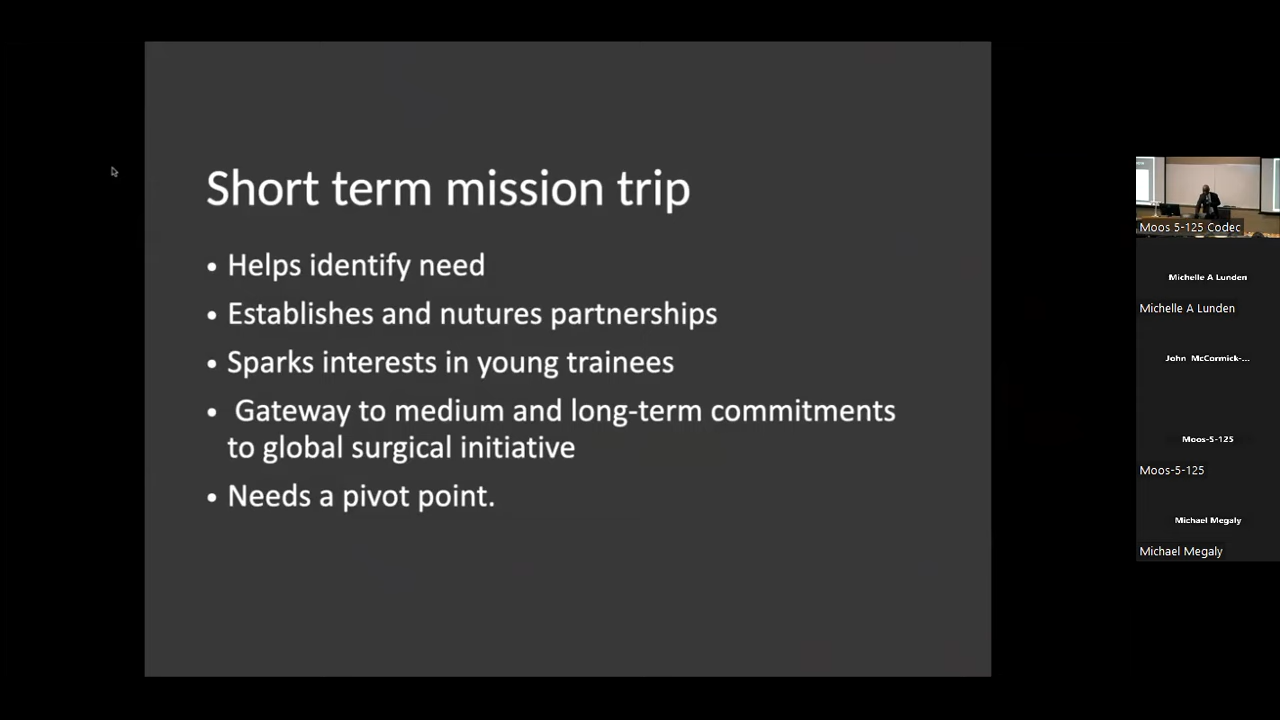 Short term mission trip
• Helps identify need
• Establishes and nutures partnerships
• Sparks interests in young trainees
• Gateway to medium and long-term commitments
to global surgical initiative
• Needs a pivot point.
Moos 5-125 Codec
Michelle A Lunden
Michelle A Lunden
John McCormick-...
Moos-5-125
Moos-5-125
Michael Megaly
Michael Megaly